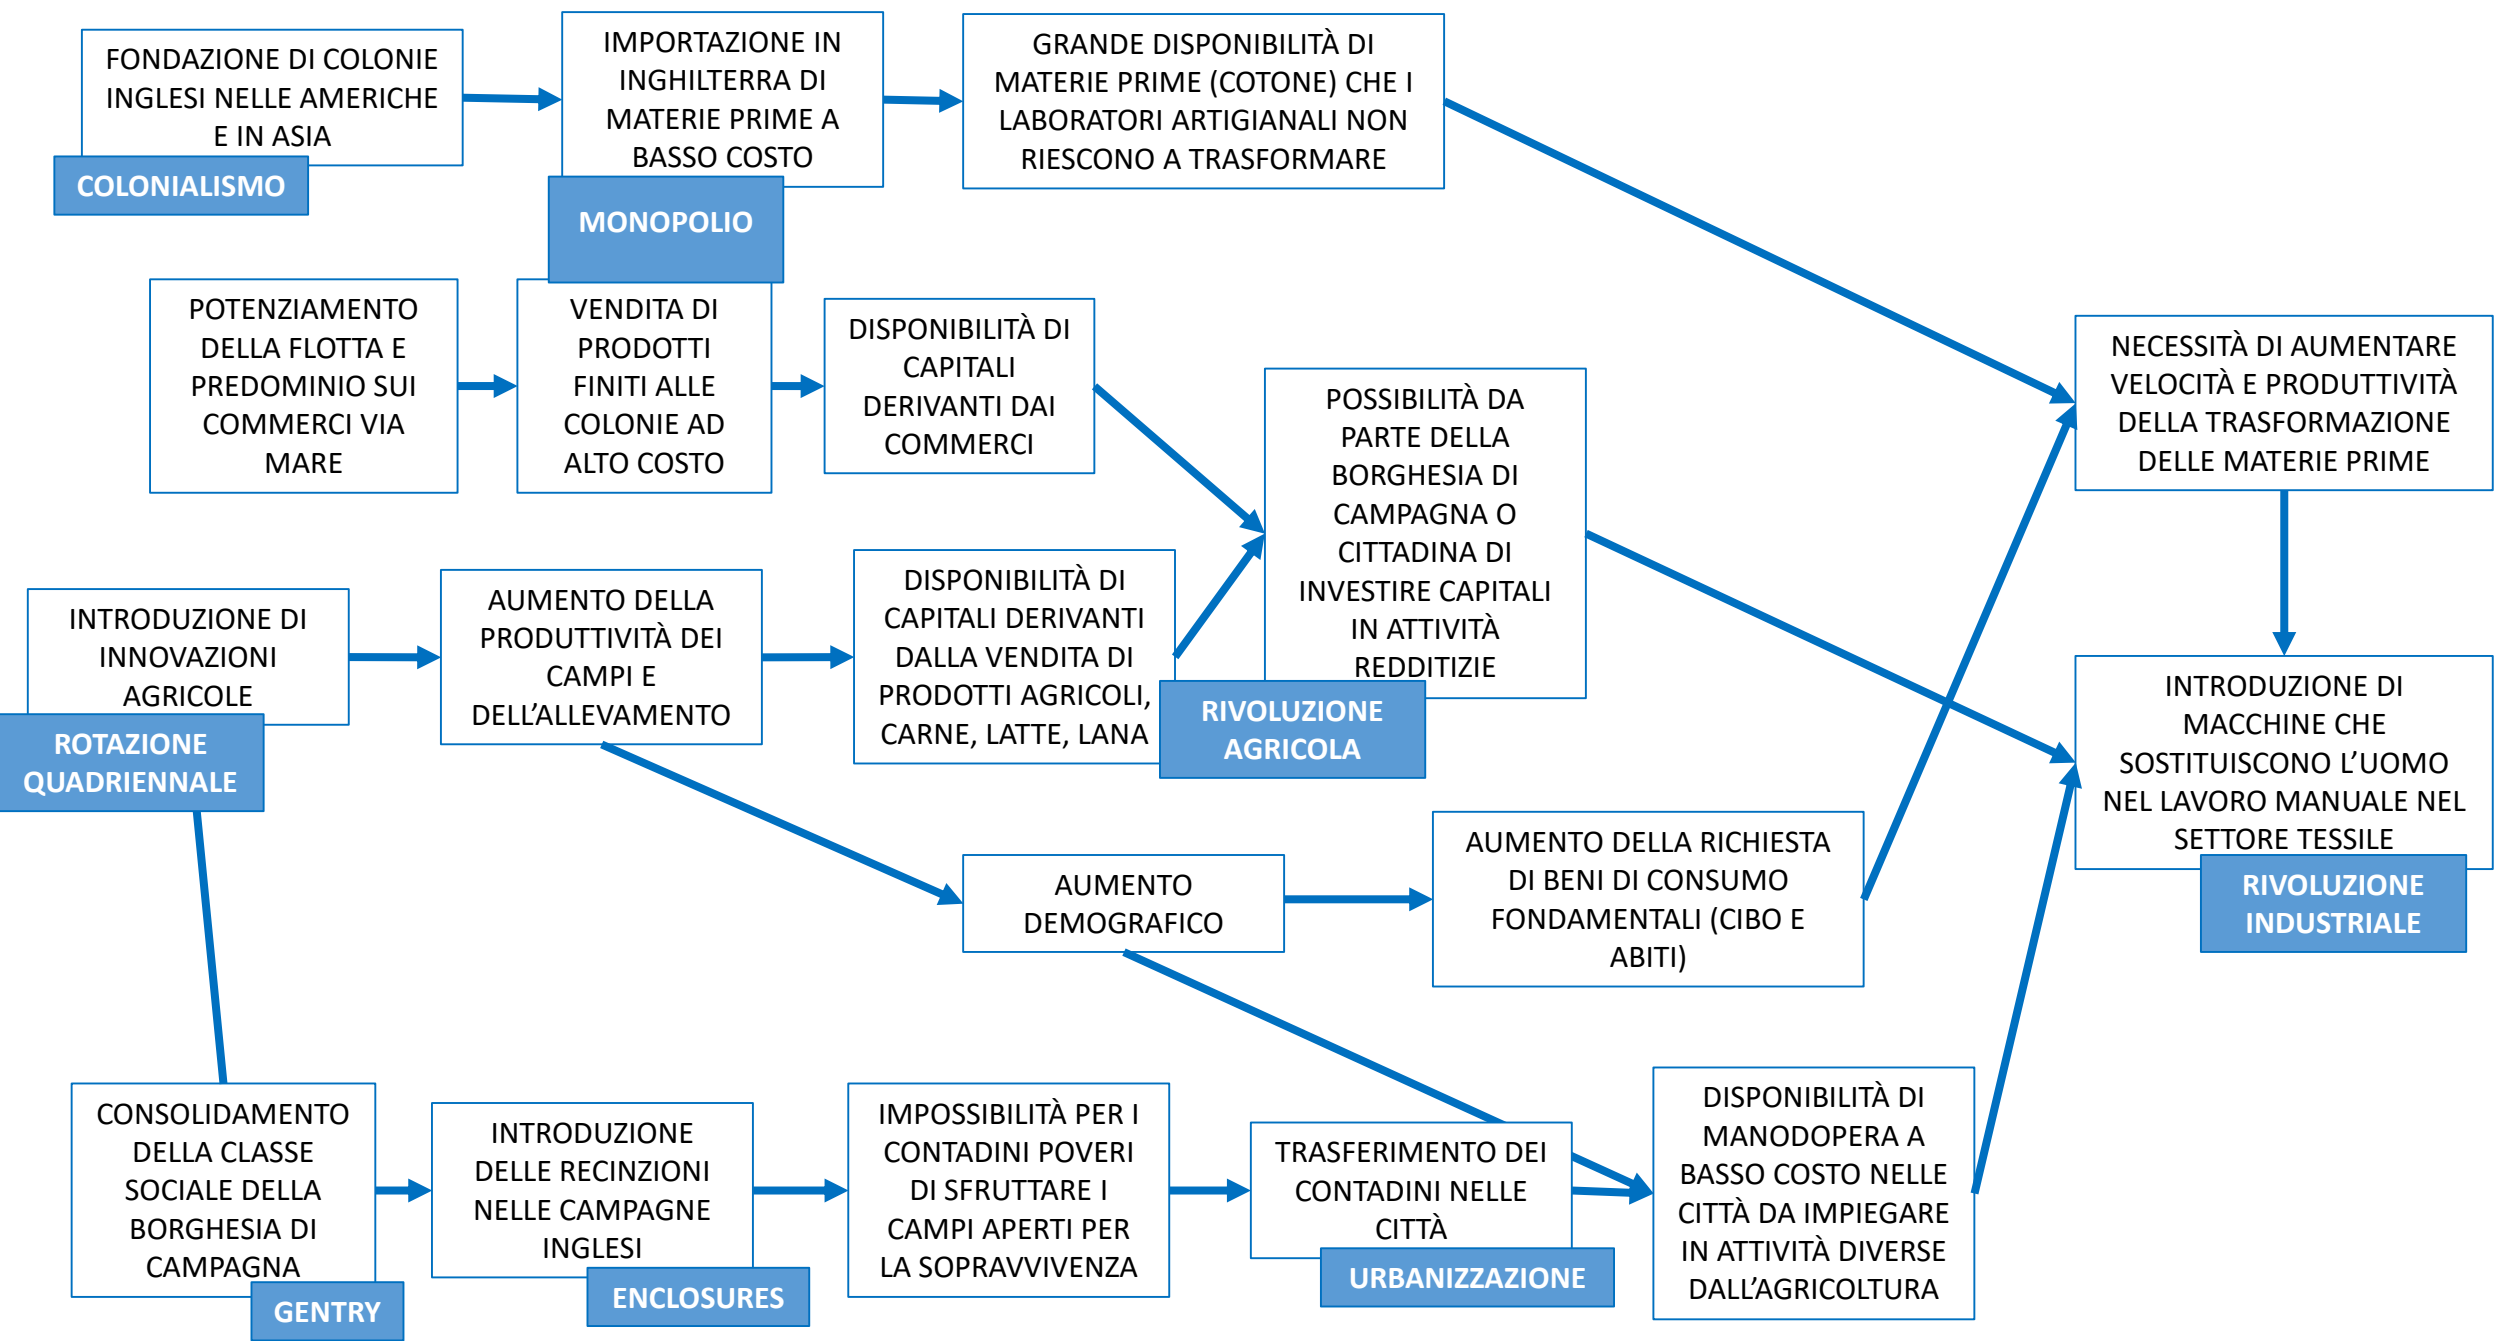 FONDAZIONE DI COLONIE
INGLESI NELLE AMERICHE
E IN ASIA
COLONIALISMO
IMPORTAZIONE IN
INGHILTERRA DI
MATERIE PRIME A
BASSO COSTO
MONOPOLIO
GRANDE DISPONIBILITÀ DI
MATERIE PRIME (COTONE) CHE I
LABORATORI ARTIGIANALI NON
RIESCONO A TRASFORMARE
POTENZIAMENTO
DELLA FLOTTA E
PREDOMINIO SUI
COMMERCI VIA
MARE
VENDITA DI
PRODOTTI
FINITI ALLE
COLONIE AD
ALTO COSTO
DISPONIBILITÀ DI
CAPITALI
DERIVANTI DAI
COMMERCI
POSSIBILITÀ DA
PARTE DELLA
BORGHESIA DI
CAMPAGNA O
CITTADINA DI
INVESTIRE CAPITALI
IN ATTIVITÀ
REDDITIZIE
RIVOLUZIONE
AGRICOLA
NECESSITÀ DI AUMENTARE
VELOCITÀ E PRODUTTIVITÀ
DELLA TRASFORMAZIONE
DELLE MATERIE PRIME
INTRODUZIONE DI
INNOVAZIONI
AGRICOLE
ROTAZIONE
QUADRIENNALE
AUMENTO DELLA
PRODUTTIVITÀ DEI
CAMPI E
DELL’ALLEVAMENTO
DISPONIBILITÀ DI
CAPITALI DERIVANTI
DALLA VENDITA DI
PRODOTTI AGRICOLI,
CARNE, LATTE, LANA
INTRODUZIONE DI
MACCHINE CHE
SOSTITUISCONO L’UOMO
NEL LAVORO MANUALE NEL
SETTORE TESSILE
RIVOLUZIONE
INDUSTRIALE
AUMENTO
DEMOGRAFICO
AUMENTO DELLA RICHIESTA
DI BENI DI CONSUMO
FONDAMENTALI (CIBO E
ABITI)
CONSOLIDAMENTO
DELLA CLASSE
SOCIALE DELLA
BORGHESIA DI
CAMPAGNA
GENTRY
INTRODUZIONE
DELLE RECINZIONI
NELLE CAMPAGNE
INGLESI
ENCLOSURES
IMPOSSIBILITÀ PER I
CONTADINI POVERI
DI SFRUTTARE I
CAMPI APERTI PER
LA SOPRAVVIVENZA
TRASFERIMENTO DEI
CONTADINI NELLE
CITTÀ
URBANIZZAZIONE
DISPONIBILITÀ DI
MANODOPERA A
BASSO COSTO NELLE
CITTÀ DA IMPIEGARE
IN ATTIVITÀ DIVERSE
DALL’AGRICOLTURA